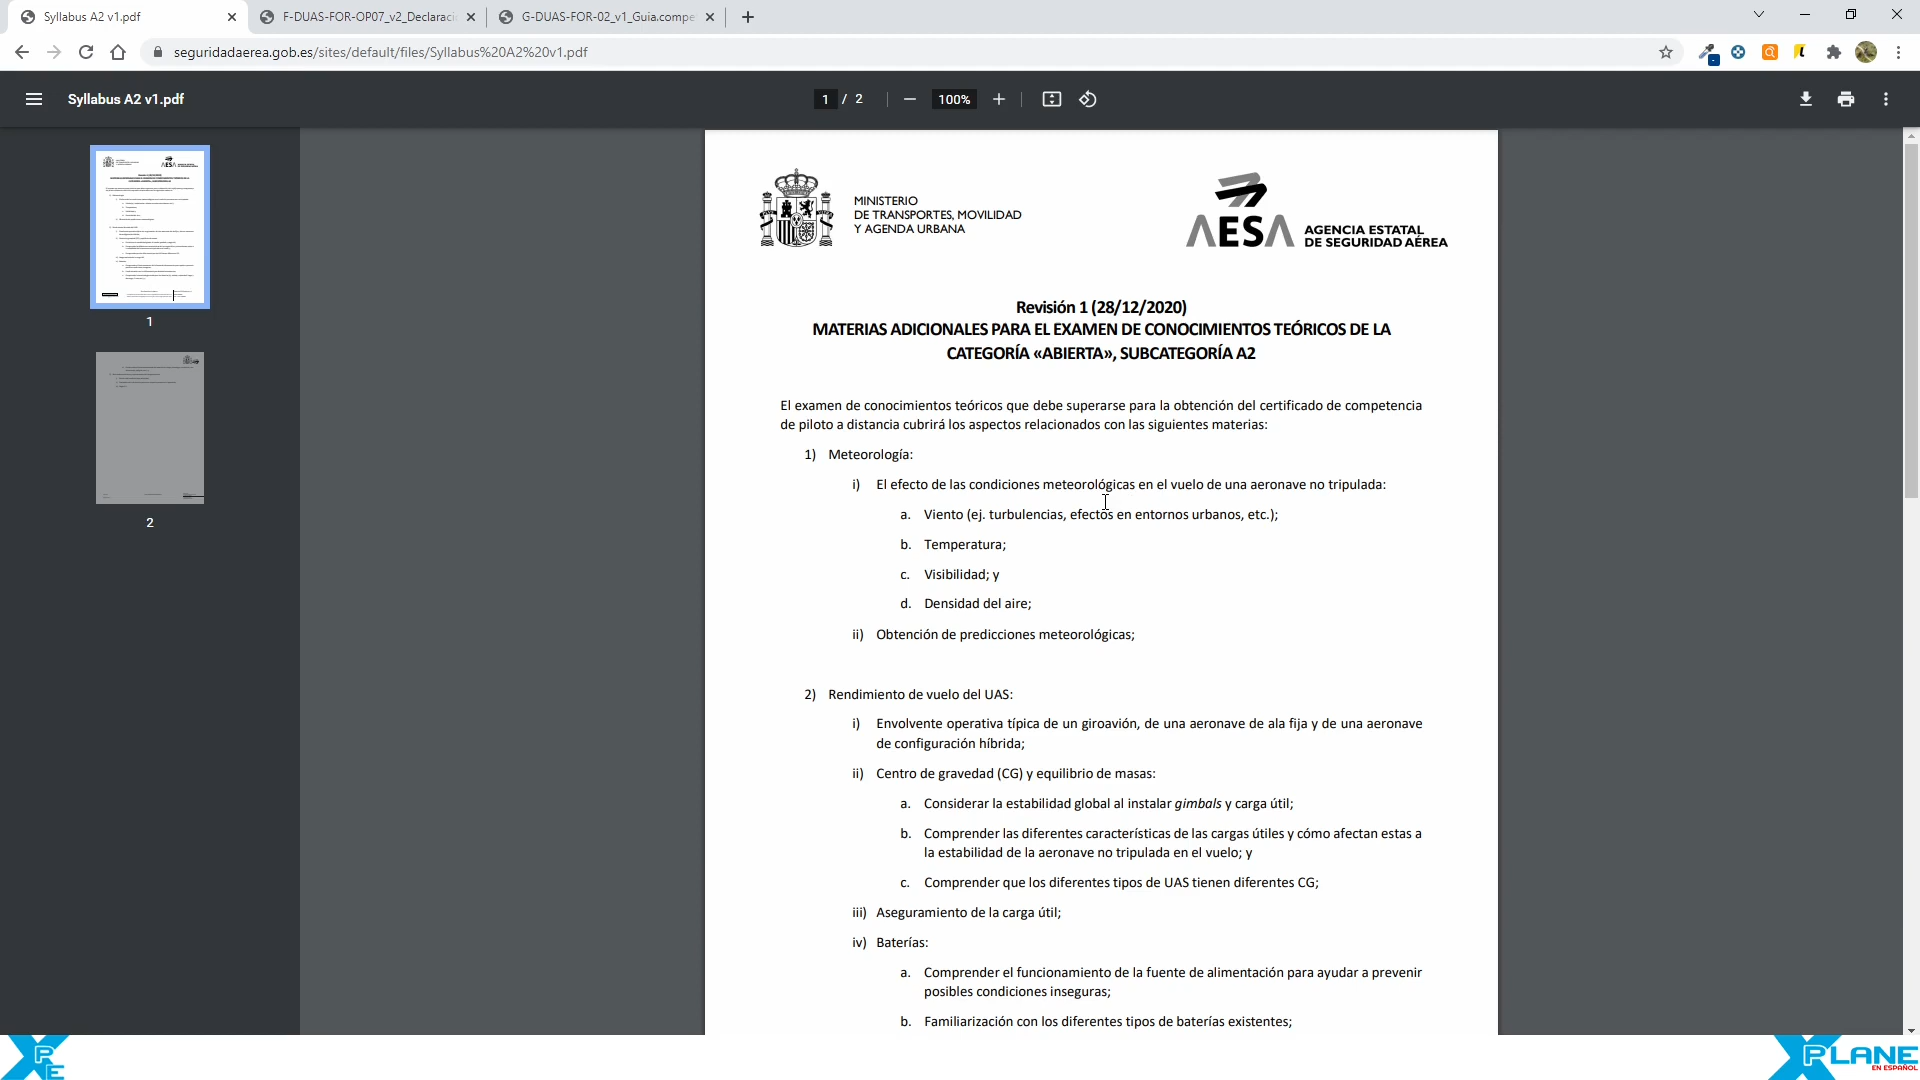 Syllabus A2 v1.pdf
F-DUAS-FOR-OP07_v2_Declaraci
G-DUAS-FOR-02_v1_Guia.compe
seguridadaerea.gob.es/sites/default/files/Syllabus%20A2%20v1.pdf
Syllabus A2 v1.pdf
1 / 2
100%
1
2
MINISTERIO
DE TRANSPORTES, MOVILIDAD
Y AGENDA URBANA
AESA
AGENCIA ESTATAL
DE SEGURIDAD AÉREA
Revisión 1 (28/12/2020)
MATERIAS ADICIONALES PARA EL EXAMEN DE CONOCIMIENTOS TEÓRICOS DE LA
CATEGORÍA «ABIERTA», SUBCATEGORÍA A2
El examen de conocimientos teóricos que debe superarse para la obtención del certificado de competencia
de piloto a distancia cubrirá los aspectos relacionados con las siguientes materias:
1) Meteorología:
i) El efecto de las condiciones meteorológicas en el vuelo de una aeronave no tripulada:
a. Viento (ej. turbulencias, efectos en entornos urbanos, etc.);
b. Temperatura;
c. Visibilidad; y
d. Densidad del aire;
ii) Obtención de predicciones meteorológicas;
2) Rendimiento de vuelo del UAS:
i) Envolvente operativa típica de un giroavión, de una aeronave de ala fija y de una aeronave
de configuración híbrida;
ii) Centro de gravedad (CG) y equilibrio de masas:
a. Considerar la estabilidad global al instalar gimbals y carga útil;
b. Comprender las diferentes características de las cargas útiles y cómo afectan estas a
la estabilidad de la aeronave no tripulada en el vuelo; y
c. Comprender que los diferentes tipos de UAS tienen diferentes CG;
iii) Aseguramiento de la carga útil;
iv) Baterías:
a. Comprender el funcionamiento de la fuente de alimentación para ayudar a prevenir
posibles condiciones inseguras;
b. Familiarización con los diferentes tipos de baterías existentes;
XPE
XPLANE
EN ESPAÑOL